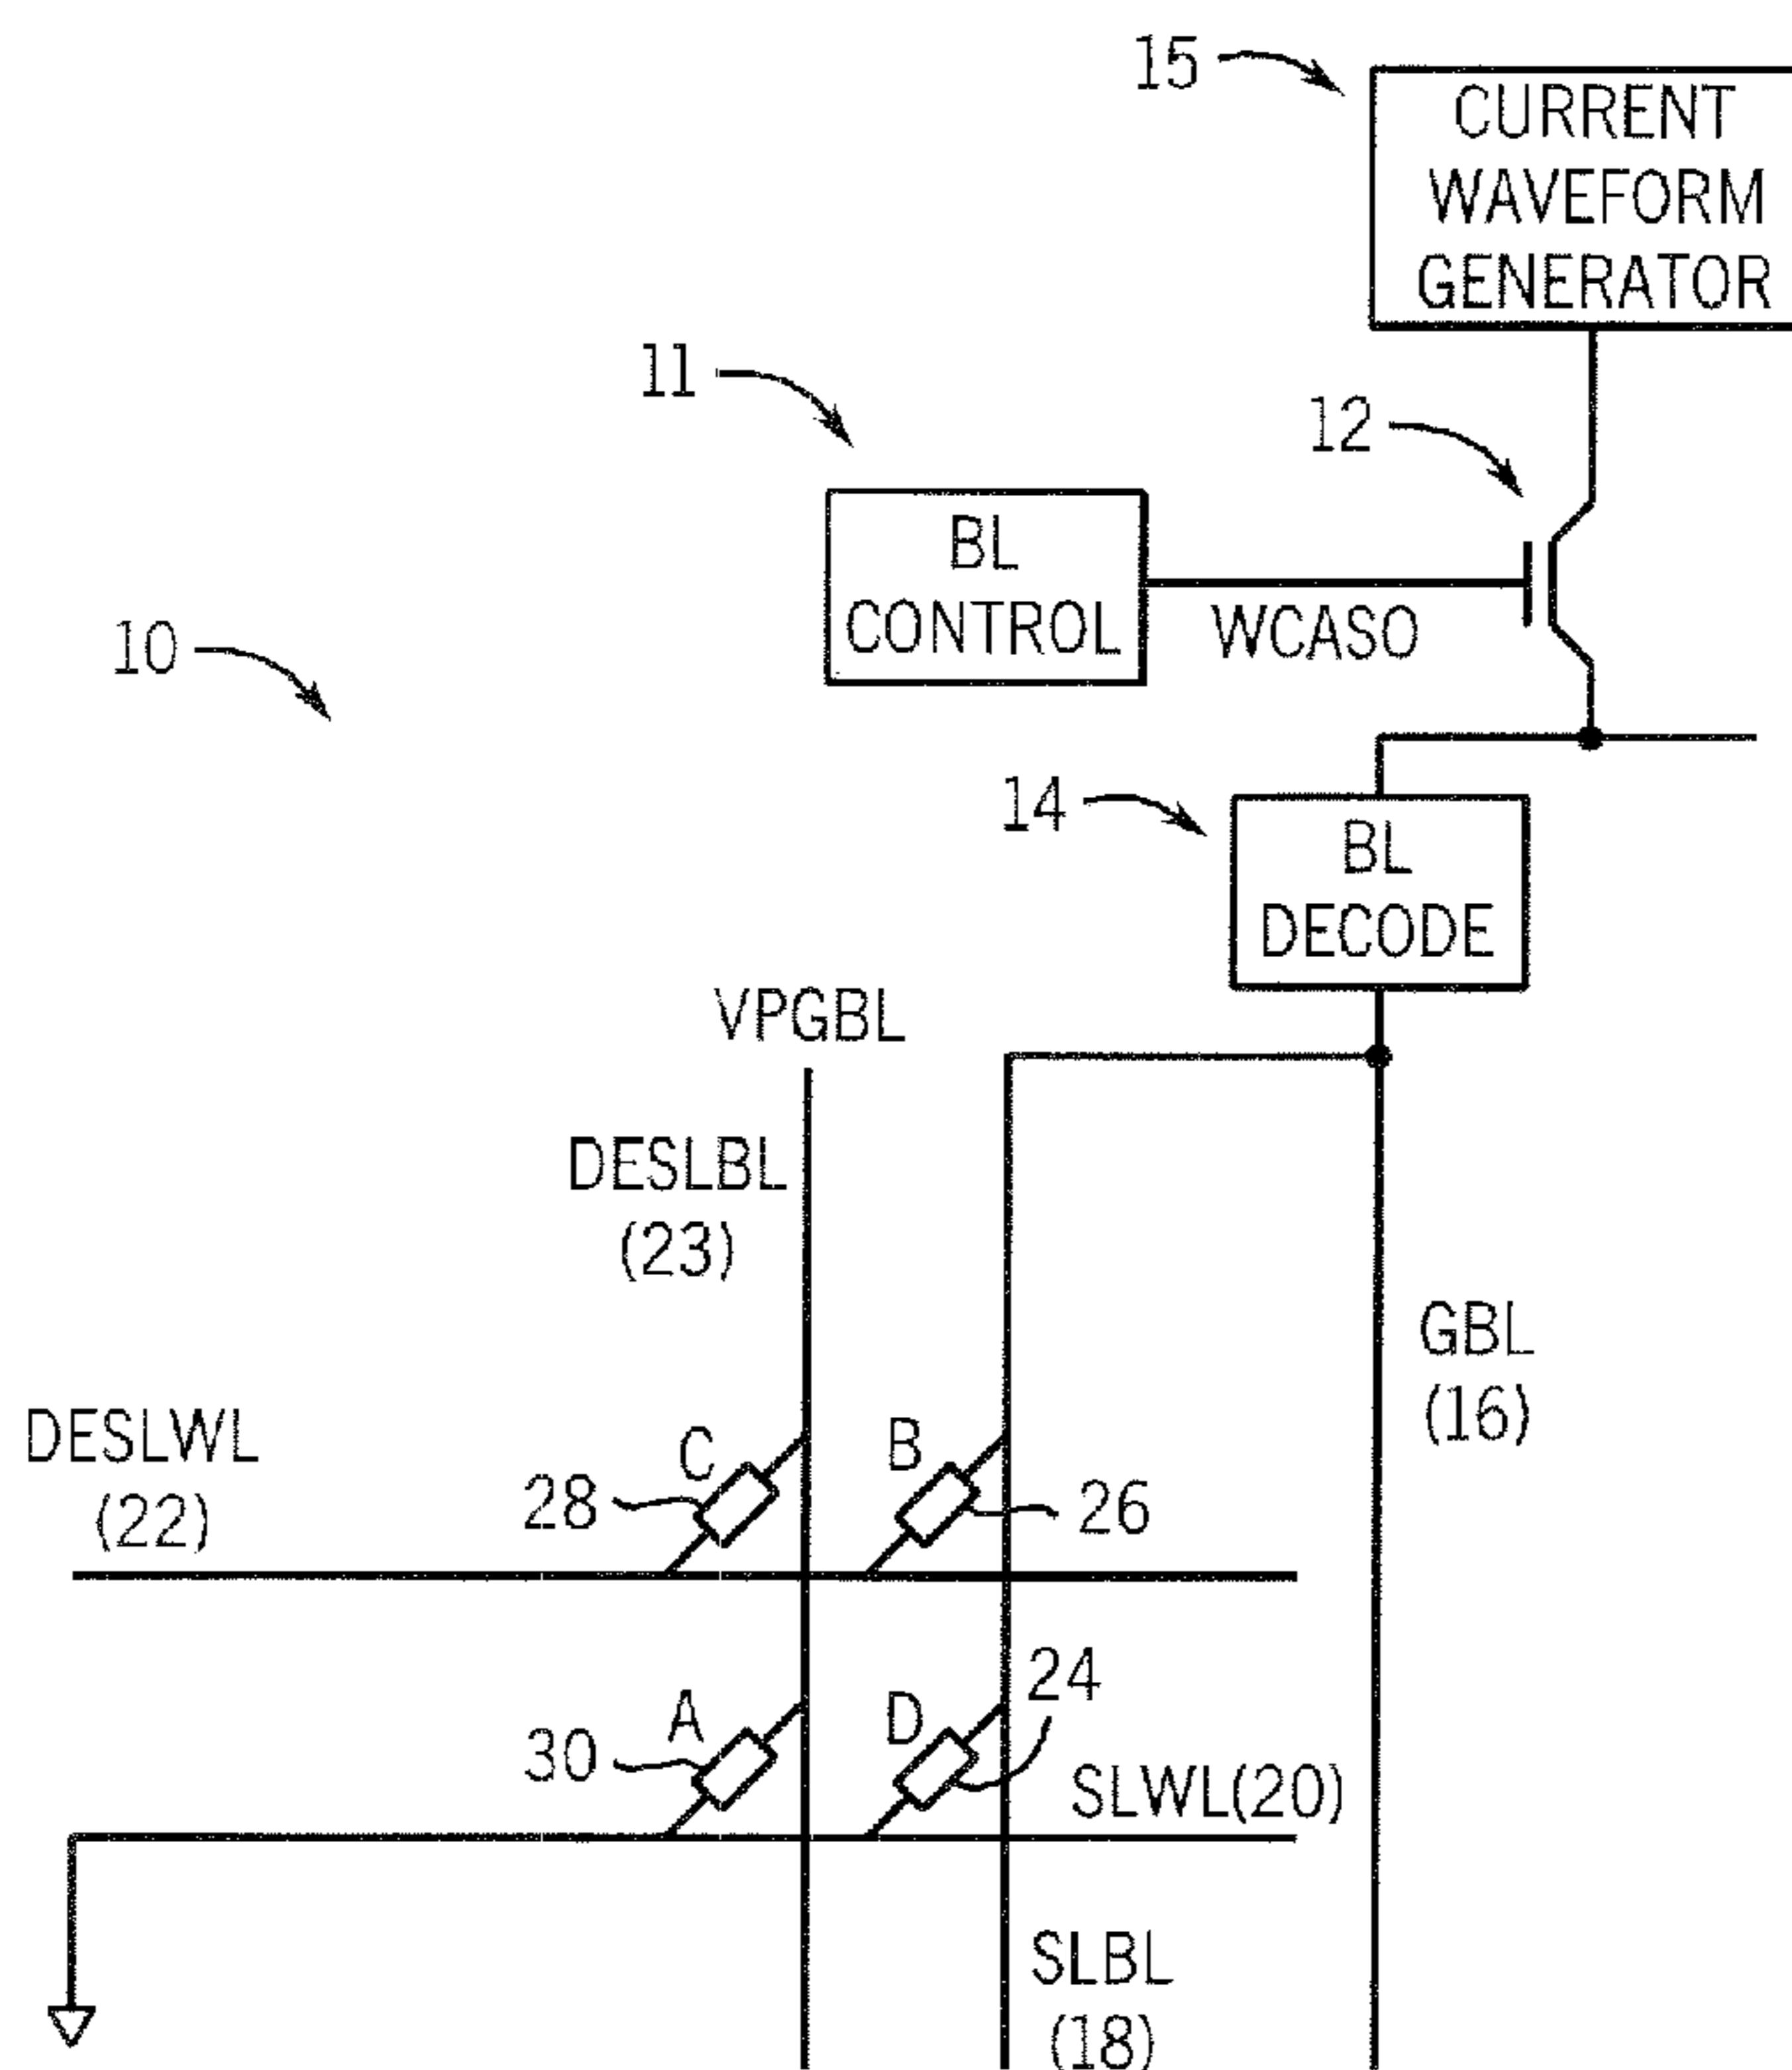 15
CURRENT
WAVEFORM
GENERATOR
11
12
BL
CONTROL
WCASO
10
14
BL
DECODE
VPGBL
DESLBL
(23)
GBL
(16)
DESLWL
(22)
C
B
28
26
24
A
D
30
SLWL(20)
SLBL
(18)